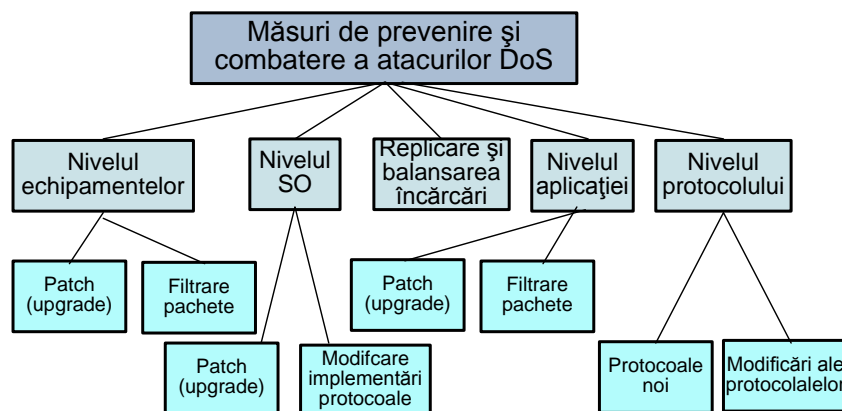 Măsuri de prevenire şi
combatere a atacurilor DoS
Nivelul
echipamentelor
Nivelul
SO
Replicare şi
balansarea
încărcări
Nivelul
aplicaţiei
Nivelul
protocolului
Patch
(upgrade)
Filtrare
pachete
Patch
(upgrade)
Filtrare
pachete
Patch
(upgrade)
Modifcare
implementări
protocoale
Protocoale
noi
Modificări ale
protocolalelor